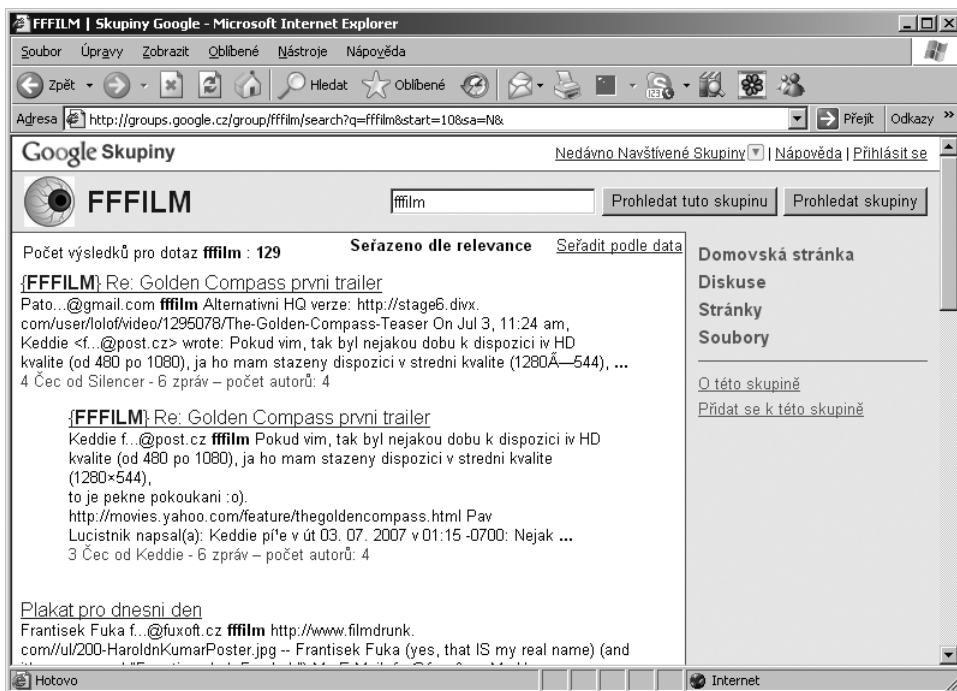 FFFILM | Skupiny Google - Microsoft Internet Explorer
Soubor Úpravy Zobrazit Oblíbené Nástroje Nápověda
Zpět Hledat Oblíbené
Adresa http://groups.google.cz/group/fffilm/search?q=fffilm&start=10&sa=N& Přejít Odkazy »
Google Skupiny Nedávno Navštívené Skupiny | Nápověda | Přihlásit se
FFFILM fffilm Prohledat tuto skupinu Prohledat skupiny
Počet výsledků pro dotaz fffilm : 129 Seřazeno dle relevance Seřadit podle data
{FFFILM} Re: Golden Compass prvni trailer
Pato...@gmail.com fffilm Alternativni HQ verze: http://stage6.divx.
com/user/lolof/video/1295078/The-Golden-Compass-Teaser On Jul 3, 11:24 am,
Keddie <f...@post.cz> wrote: Pokud vim, tak byl nejakou dobu k dispozici iv HD
kvalite (od 480 po 1080), ja ho mam stazeny dispozici v stredni kvalite (1280Ã—544), ...
4 Čec od Silencer - 6 zpráv – počet autorů: 4
{FFFILM} Re: Golden Compass prvni trailer
Keddie f...@post.cz fffilm Pokud vim, tak byl nejakou dobu k dispozici iv HD
kvalite (od 480 po 1080), ja ho mam stazeny dispozici v stredni kvalite
(1280×544),
to je pekne pokoukani :o).
http://movies.yahoo.com/feature/thegoldencompass.html Pav
Lucistnik napsal(a): Keddie pí¹e v út 03. 07. 2007 v 01:15 -0700: Nejak ...
3 Čec od Keddie - 6 zpráv – počet autorů: 4
Plakat pro dnesni den
Frantisek Fuka f...@fuxoft.cz fffilm http://www.filmdrunk.
com//ul/200-HaroldnKumarPoster.jpg -- Frantisek Fuka (yes, that IS my real name) (and
Domovská stránka
Diskuse
Stránky
Soubory
O této skupině
Přidat se k této skupině
Hotovo Internet